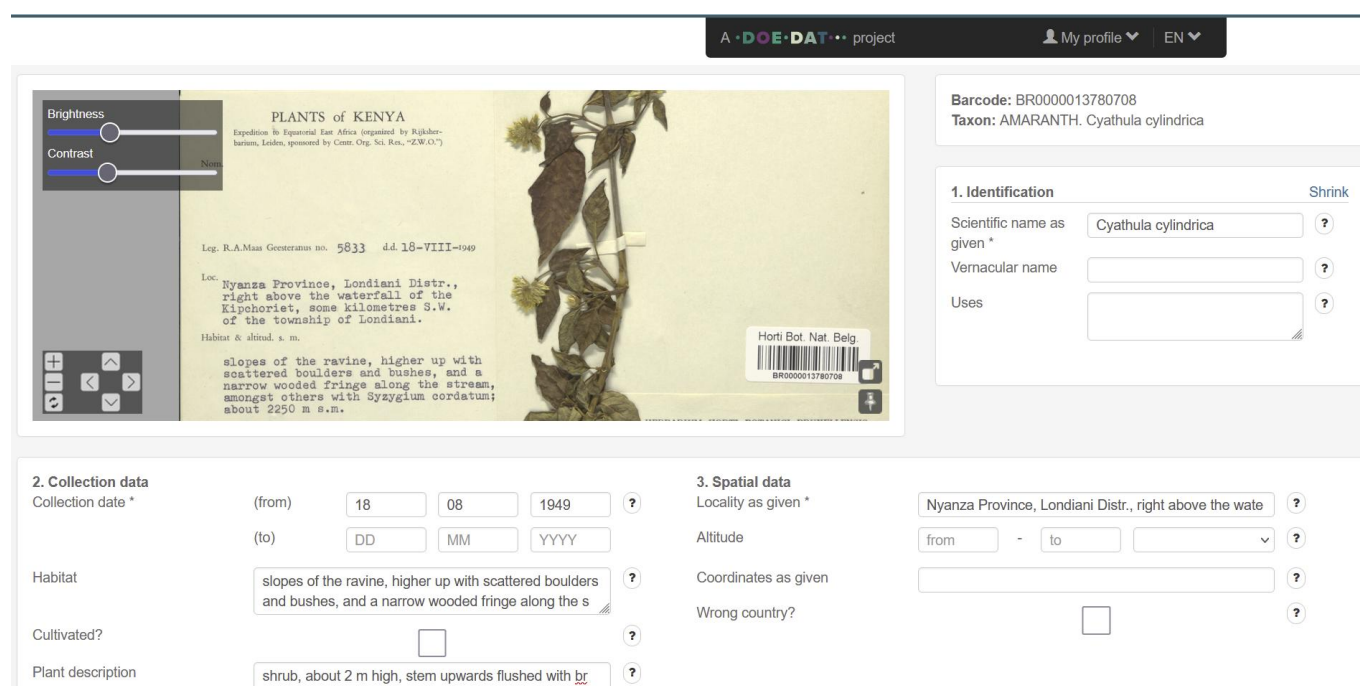 A ·DOE·DAT··· project
My profile
EN
Brightness
Contrast
PLANTS of KENYA
Expedition to Equatorial East Africa (organized by Rijksher-
barium, Leiden, sponsored by Centr. Org. Sci. Res., "Z.W.O.")
Nom.
Leg. R.A.Maas Geesteranus no. 5833 d.d. 18-VIII-1949
Loc. Nyanza Province, Londiani Distr.,
right above the waterfall of the
Kipchoriet, some kilometres S.W.
of the township of Londiani.
Habitat & altitud. s. m.
slopes of the ravine, higher up with
scattered boulders and bushes, and a
narrow wooded fringe along the stream,
amongst others with Syzygium cordatum;
about 2250 m s.m.
Horti Bot. Nat. Belg.
BR0000013780708
Barcode: BR0000013780708
Taxon: AMARANTH. Cyathula cylindrica
1. Identification Shrink
Scientific name as given * Cyathula cylindrica ?
Vernacular name ?
Uses ?
2. Collection data
Collection date * (from) 18 08 1949 ?
(to) DD MM YYYY
Habitat slopes of the ravine, higher up with scattered boulders ?
and bushes, and a narrow wooded fringe along the s
Cultivated? ?
Plant description shrub, about 2 m high, stem upwards flushed with br ?
3. Spatial data
Locality as given * Nyanza Province, Londiani Distr., right above the wate ?
Altitude from - to ?
Coordinates as given ?
Wrong country? ?